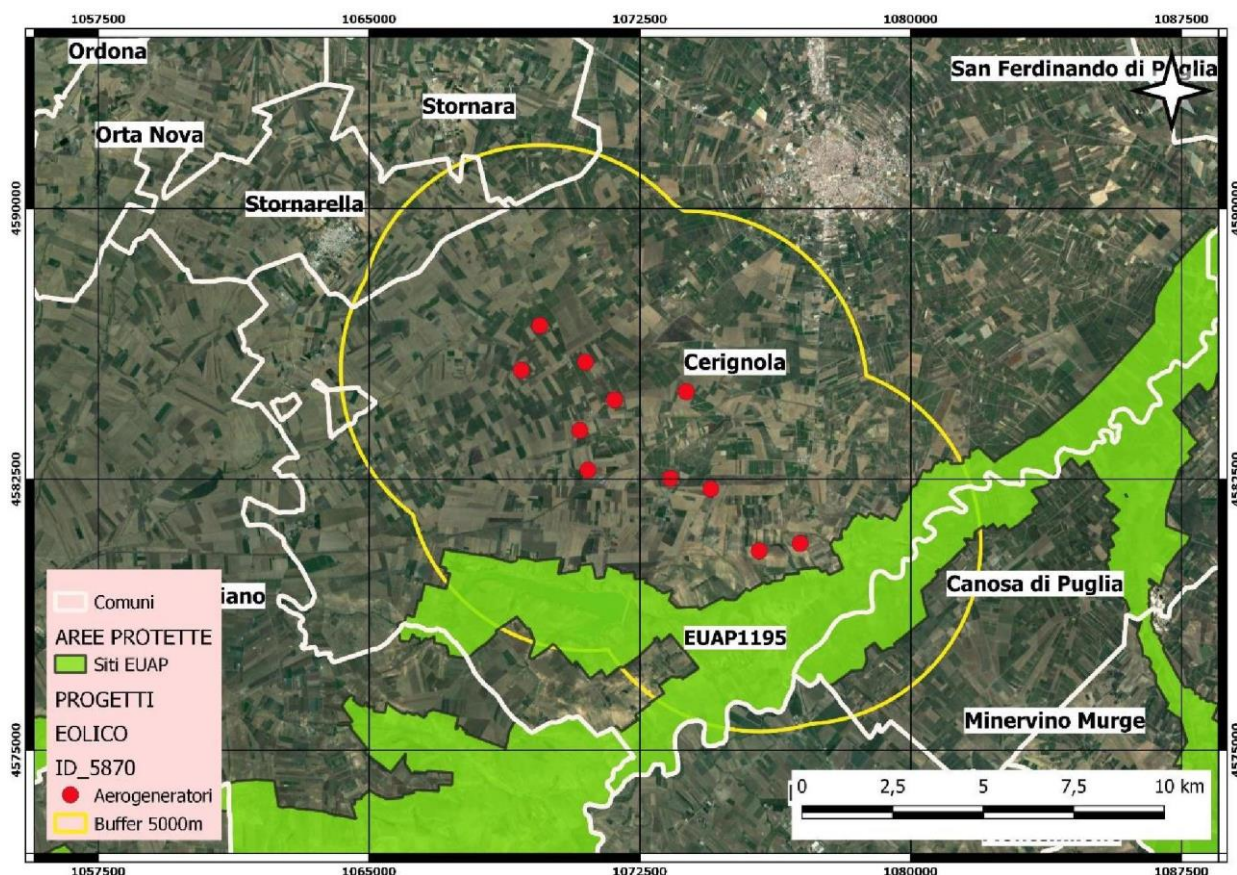 1057500 1065000 1072500 1080000 1087500
Ordona
San Ferdinando di Puglia
Stornara
Orta Nova
Stornarella
4590000 4590000
Cerignola
4582500 4582500
Canosa di Puglia
EUAP1195
iano
Minervino Murge
4575000 4575000
Comuni
AREE PROTETTE
Siti EUAP
PROGETTI
EOLICO
ID_5870
Aerogeneratori
Buffer 5000m
0 2,5 5 7,5 10 km
1057500 1065000 1072500 1080000 1087500